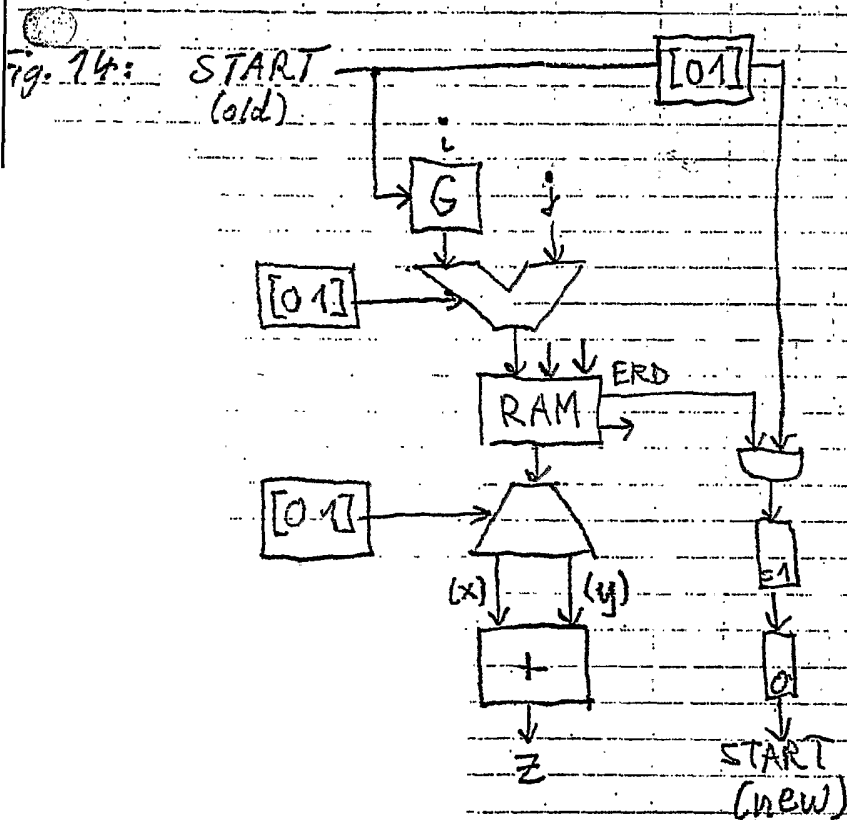 Fig. 14: START [01]
(old)
i
G j
[01]
ERD
RAM
[01]
(x) (y)
=1
+
0
Z START
(new)